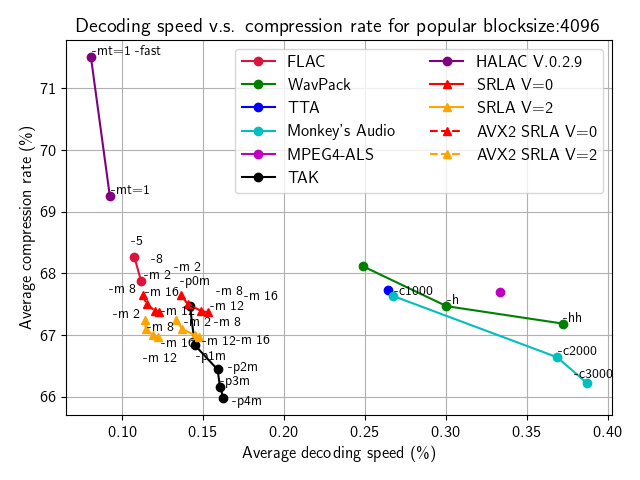 Decoding speed v.s. compression rate for popular blocksize:4096
Average compression rate (%)
71
70
69
68
67
66
0.10
0.15
0.20
0.25
0.30
0.35
0.40
Average decoding speed (%)
FLAC
WavPack
TTA
Monkey's Audio
MPEG4-ALS
TAK
HALAC V.0.2.9
SRLA V=0
SRLA V=2
AVX2 SRLA V=0
AVX2 SRLA V=2
-mt=1 -fast
-mt=1
-5
-8
-m 2
-m 2
-p0m
-m 8
-m 16
-m 8
-m 16
-m 12
-m 12
-m 2
-m 2
-m 8
-m 8
-m 16
-m 12
-m 16
-m 12
-p1m
-p2m
-p3m
-p4m
-h
-hh
-c1000
-c2000
-c3000